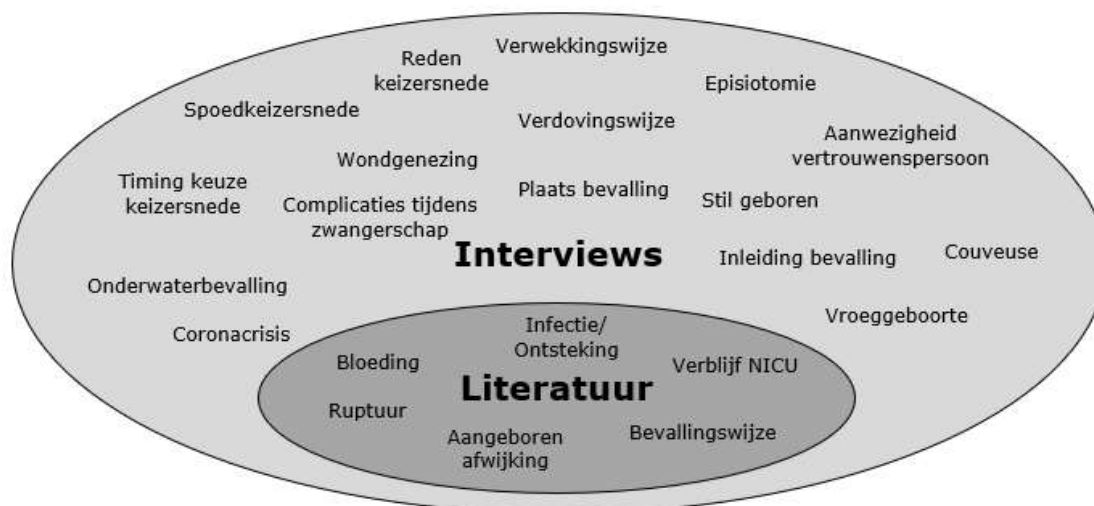 Verwekkingswijze
Reden
keizersnede
Episiotomie
Spoedkeizersnede
Verdovingswijze
Aanwezigheid
vertrouwenspersoon
Wondgenezing
Timing keuze
keizersnede
Plaats bevalling
Complicaties tijdens
zwangerschap
Stil geboren
Interviews
Inleiding bevalling
Couveuse
Onderwaterbevalling
Vroeggeboorte
Coronacrisis
Infectie/
Ontsteking
Bloeding
Verblijf NICU
Literatuur
Ruptuur
Aangeboren
afwijking
Bevallingswijze